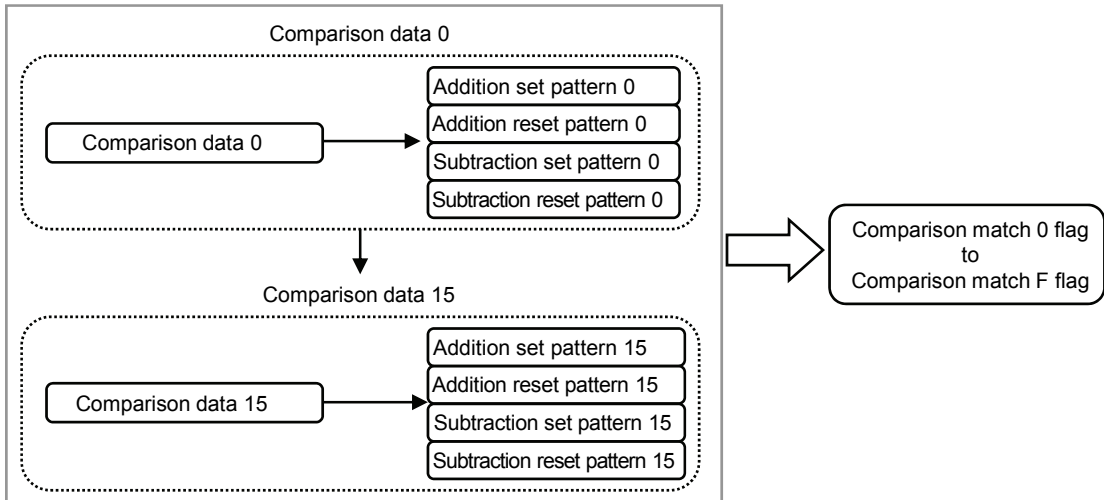 Comparison data 0
Comparison data 0
Addition set pattern 0
Addition reset pattern 0
Subtraction set pattern 0
Subtraction reset pattern 0
Comparison data 15
Comparison data 15
Addition set pattern 15
Addition reset pattern 15
Subtraction set pattern 15
Subtraction reset pattern 15
Comparison match 0 flag
to
Comparison match F flag